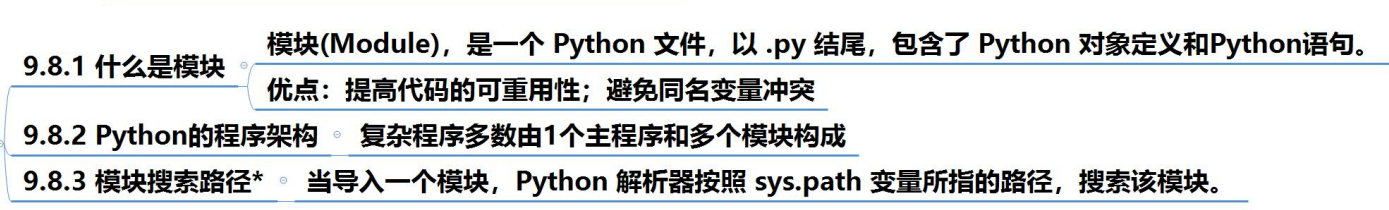 9.8.1 什么是模块
模块(Module)，是一个 Python 文件，以 .py 结尾，包含了 Python 对象定义和Python语句。
优点：提高代码的可重用性；避免同名变量冲突
9.8.2 Python的程序架构
复杂程序多数由1个主程序和多个模块构成
9.8.3 模块搜索路径*
当导入一个模块，Python 解析器按照 sys.path 变量所指的路径，搜索该模块。